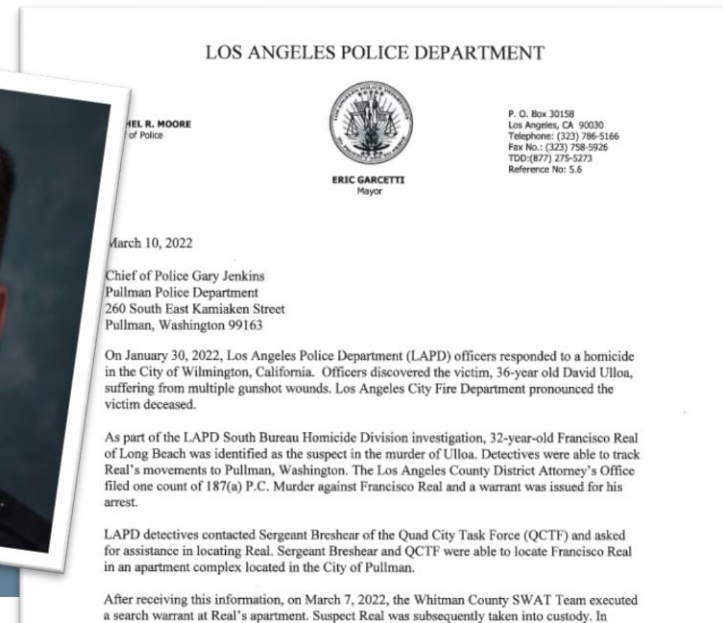 LOS ANGELES POLICE DEPARTMENT
HEL R. MOORE
of Police
ERIC GARCETTI
Mayor
P. O. Box 30158
Los Angeles, CA 90030
Telephone: (323) 786-5166
Fax No.: (323) 758-5926
TDD:(877) 275-5273
Reference No: 5.6
March 10, 2022
Chief of Police Gary Jenkins
Pullman Police Department
260 South East Kamiaken Street
Pullman, Washington 99163
On January 30, 2022, Los Angeles Police Department (LAPD) officers responded to a homicide
in the City of Wilmington, California. Officers discovered the victim, 36-year old David Ulloa,
suffering from multiple gunshot wounds. Los Angeles City Fire Department pronounced the
victim deceased.
As part of the LAPD South Bureau Homicide Division investigation, 32-year-old Francisco Real
of Long Beach was identified as the suspect in the murder of Ulloa. Detectives were able to track
Real's movements to Pullman, Washington. The Los Angeles County District Attorney's Office
filed one count of 187(a) P.C. Murder against Francisco Real and a warrant was issued for his
arrest.
LAPD detectives contacted Sergeant Breshear of the Quad City Task Force (QCTF) and asked
for assistance in locating Real. Sergeant Breshear and QCTF were able to locate Francisco Real
in an apartment complex located in the City of Pullman.
After receiving this information, on March 7, 2022, the Whitman County SWAT Team executed
a search warrant at Real's apartment. Suspect Real was subsequently taken into custody. In